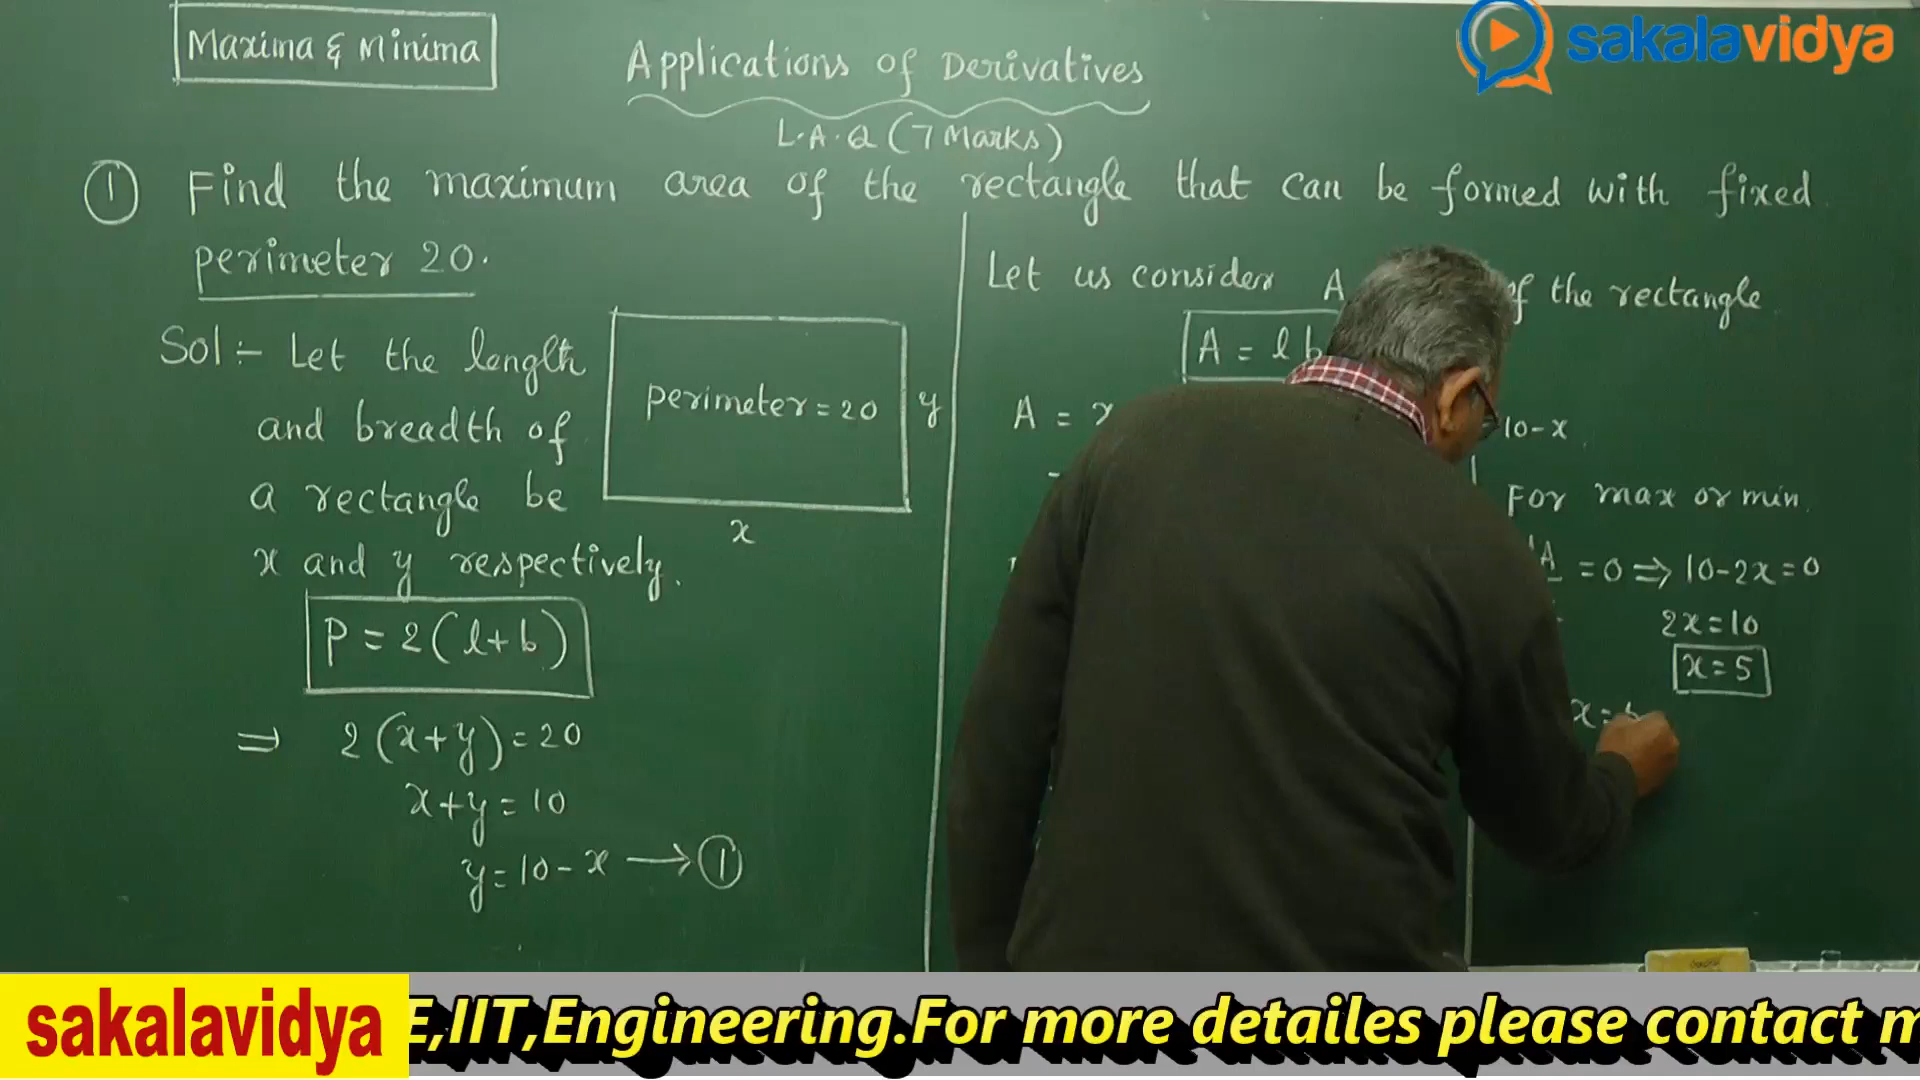 Maxima & Minima
Applications of Derivatives
L.A.Q (7 Marks)
① Find the maximum area of the rectangle that can be formed with fixed
perimeter 20.
Sol :- Let the length
and breadth of
a rectangle be
x and y respectively.
perimeter = 20
y
x
P = 2(l+b)
⇒ 2(x+y) = 20
x+y = 10
y = 10-x → ①
Let us consider A
of the rectangle
A = l b
A = x
10-x
For max or min.
= 0 ⇒ 10-2x=0
2x=10
x=5
x=
sakalavidya
sakalavidya
E,IIT,Engineering.For more detailes please contact m